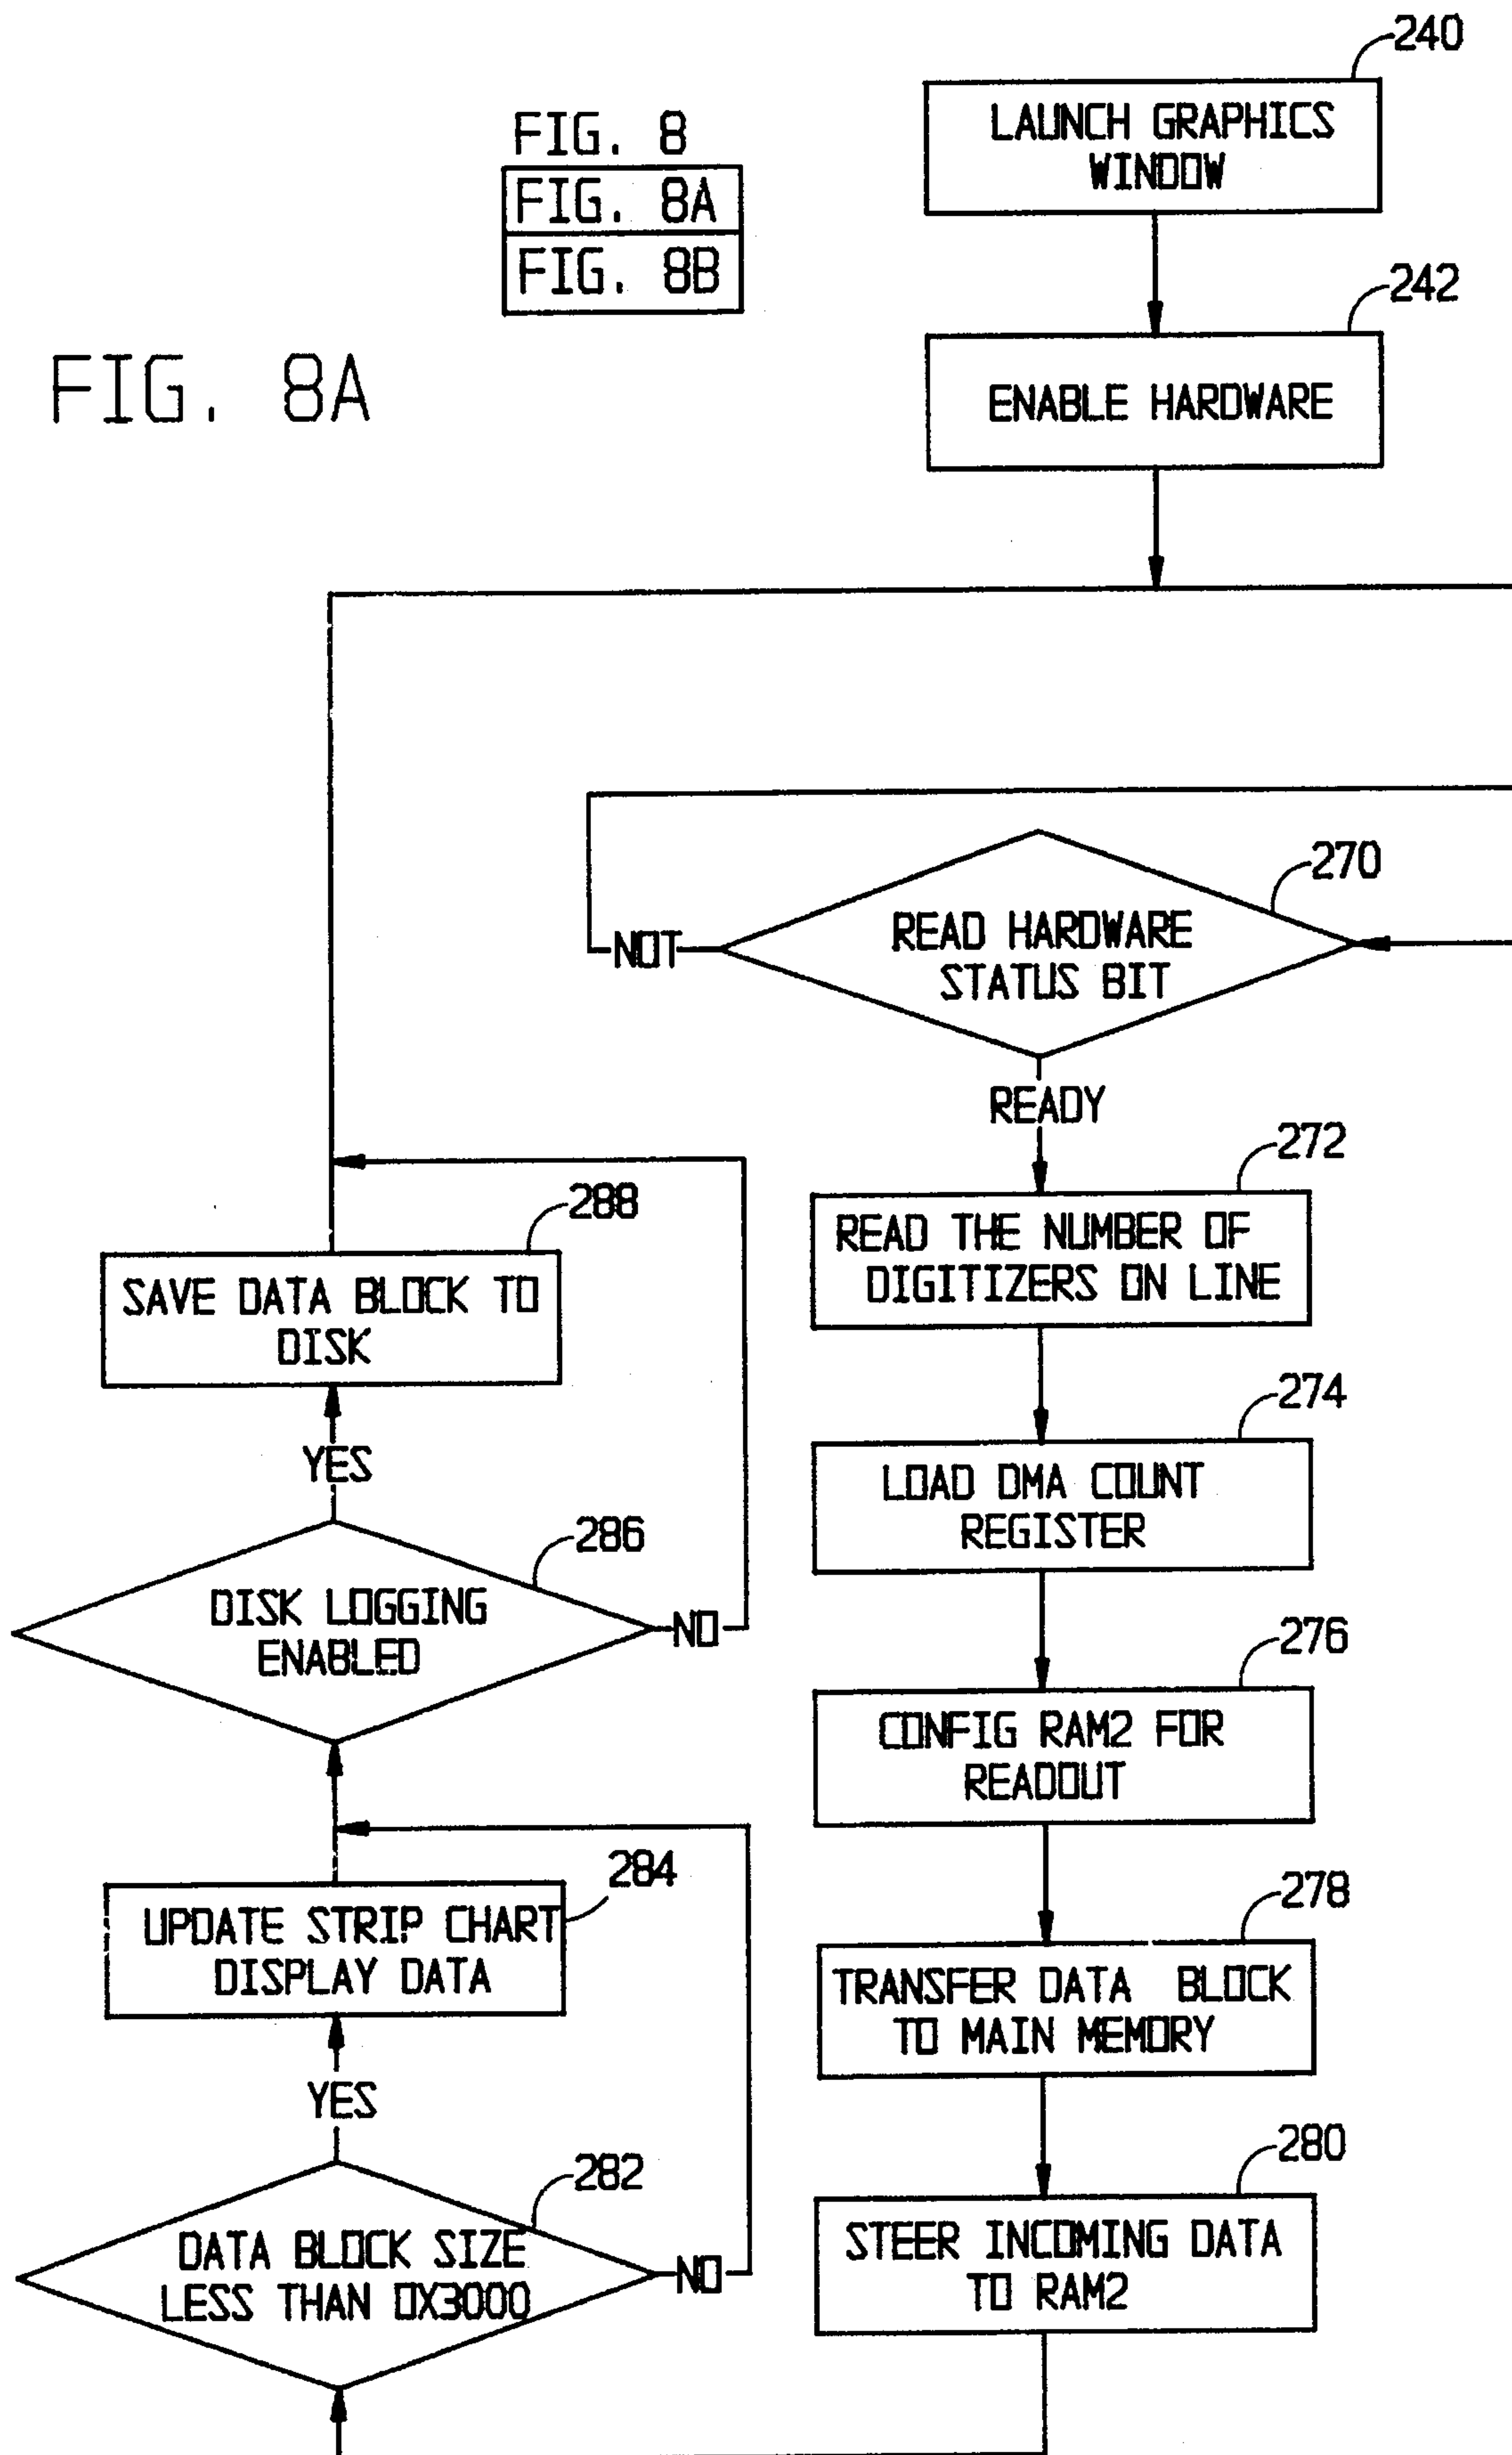 240
LAUNCH GRAPHICS
WINDOW
FIG. 8
FIG. 8A
FIG. 8B
242
ENABLE HARDWARE
FIG. 8A
270
READ HARDWARE
STATUS BIT
NOT
READY
272
READ THE NUMBER OF
DIGITIZERS ON LINE
274
LOAD DMA COUNT
REGISTER
276
CONFIG RAM2 FOR
READOUT
278
TRANSFER DATA BLOCK
TO MAIN MEMORY
280
STEER INCOMING DATA
TO RAM2
288
SAVE DATA BLOCK TO
DISK
YES
286
DISK LOGGING
ENABLED
NO
284
UPDATE STRIP CHART
DISPLAY DATA
YES
282
DATA BLOCK SIZE
LESS THAN 0X3000
NO